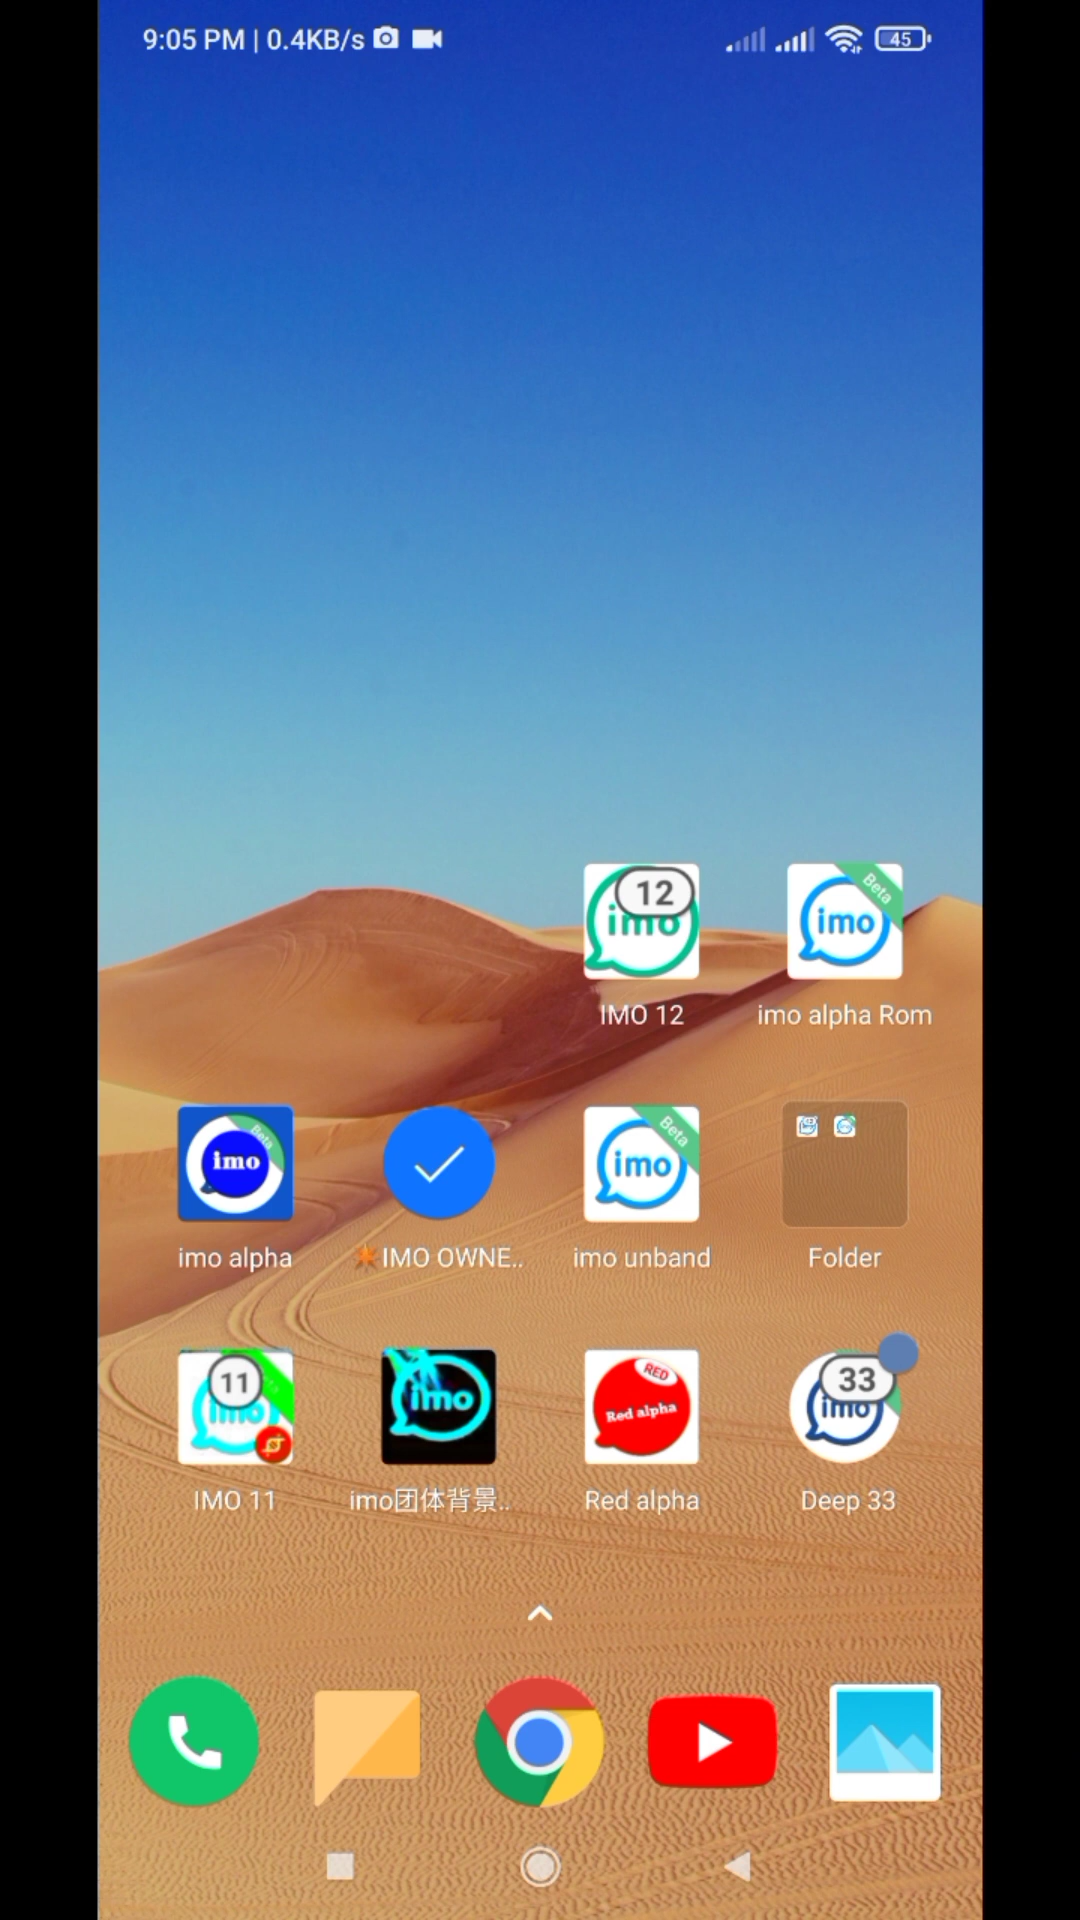 9:05 PM | 0.4KB/s
45
12
imo
Beta
imo
IMO 12
imo alpha Rom
Beta
imo
Beta
imo
imo alpha
IMO OWNE..
imo unband
Folder
11
imo
imo
RED
Red alpha
33
imo
IMO 11
imo团体背景..
Red alpha
Deep 33